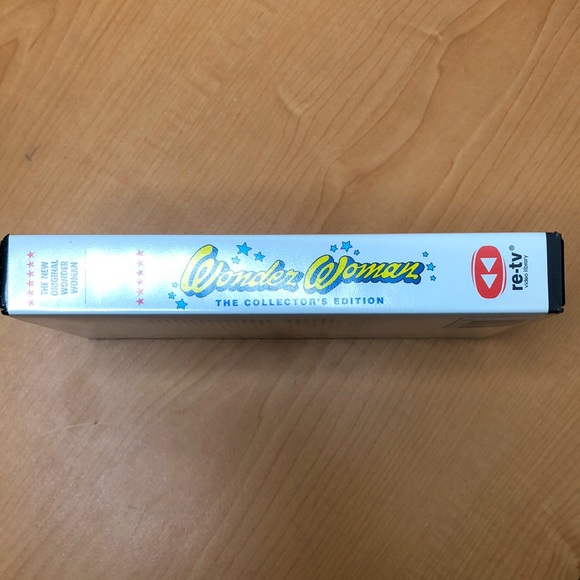 THE NEW
ORIGINAL
WONDER
WOMAN
Wonder Woman
THE COLLECTOR'S EDITION
re-tv®
video library